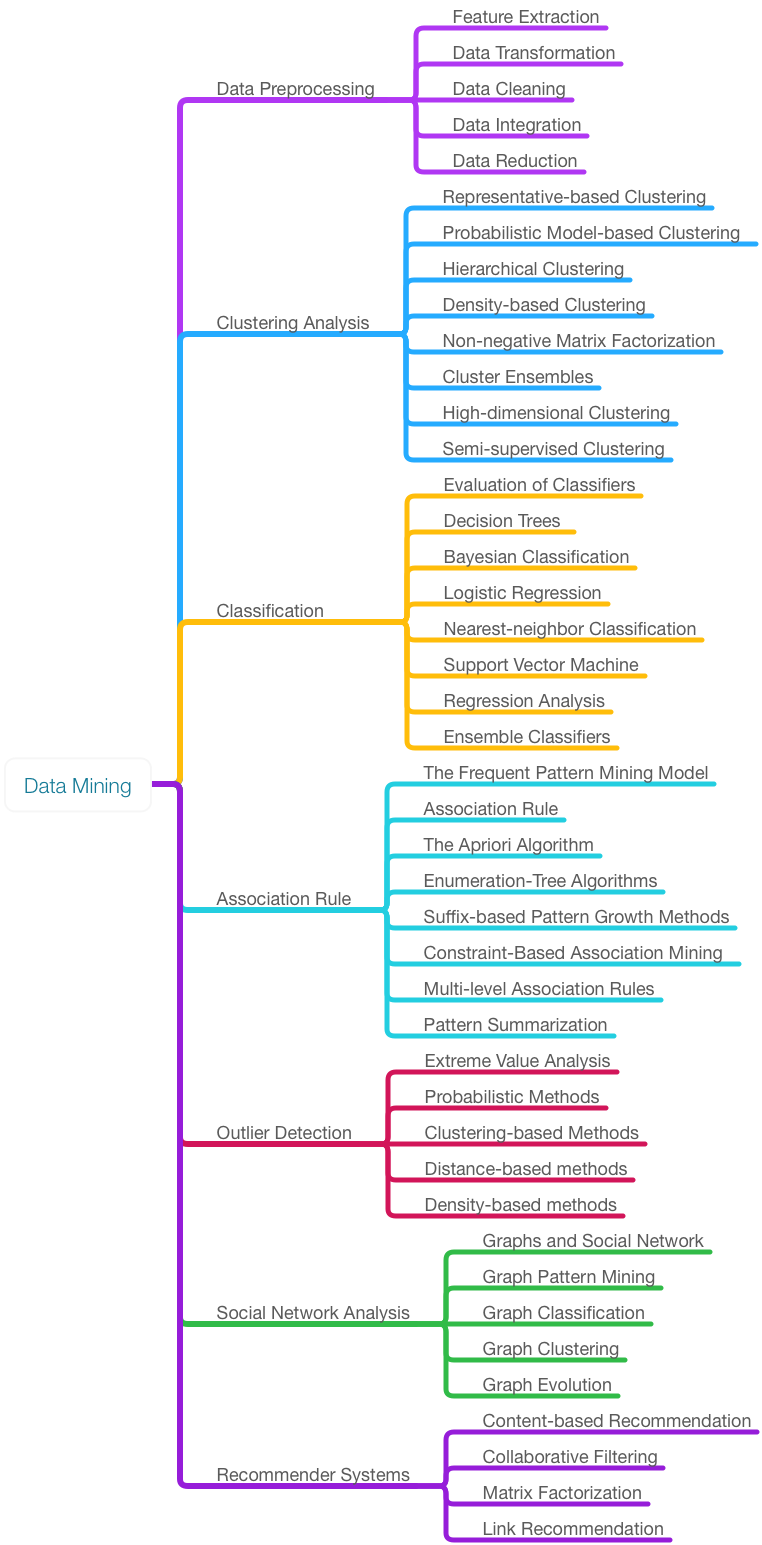 Feature Extraction
Data Transformation
Data Preprocessing
Data Cleaning
Data Integration
Data Reduction
Representative-based Clustering
Probabilistic Model-based Clustering
Hierarchical Clustering
Density-based Clustering
Clustering Analysis
Non-negative Matrix Factorization
Cluster Ensembles
High-dimensional Clustering
Semi-supervised Clustering
Evaluation of Classifiers
Decision Trees
Bayesian Classification
Logistic Regression
Classification
Nearest-neighbor Classification
Support Vector Machine
Regression Analysis
Ensemble Classifiers
Data Mining
The Frequent Pattern Mining Model
Association Rule
The Apriori Algorithm
Enumeration-Tree Algorithms
Association Rule
Suffix-based Pattern Growth Methods
Constraint-Based Association Mining
Multi-level Association Rules
Pattern Summarization
Extreme Value Analysis
Probabilistic Methods
Outlier Detection
Clustering-based Methods
Distance-based methods
Density-based methods
Graphs and Social Network
Graph Pattern Mining
Social Network Analysis
Graph Classification
Graph Clustering
Graph Evolution
Content-based Recommendation
Collaborative Filtering
Recommender Systems
Matrix Factorization
Link Recommendation